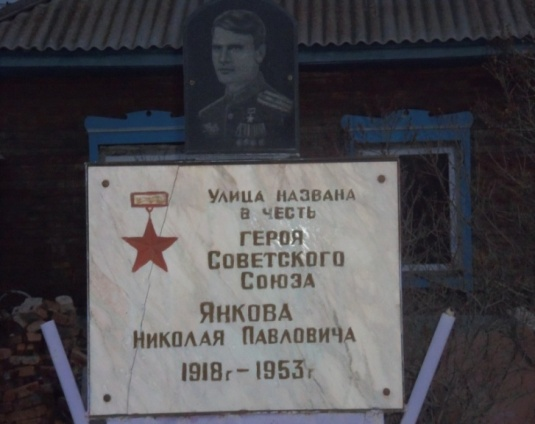 УЛИЦА НАЗВАНА
В ЧЕСТЬ
ГЕРОЯ
СОВЕТСКОГО
СОЮЗА
ЯНКОВА
НИКОЛАЯ ПАВЛОВИЧА
1918г-1953г